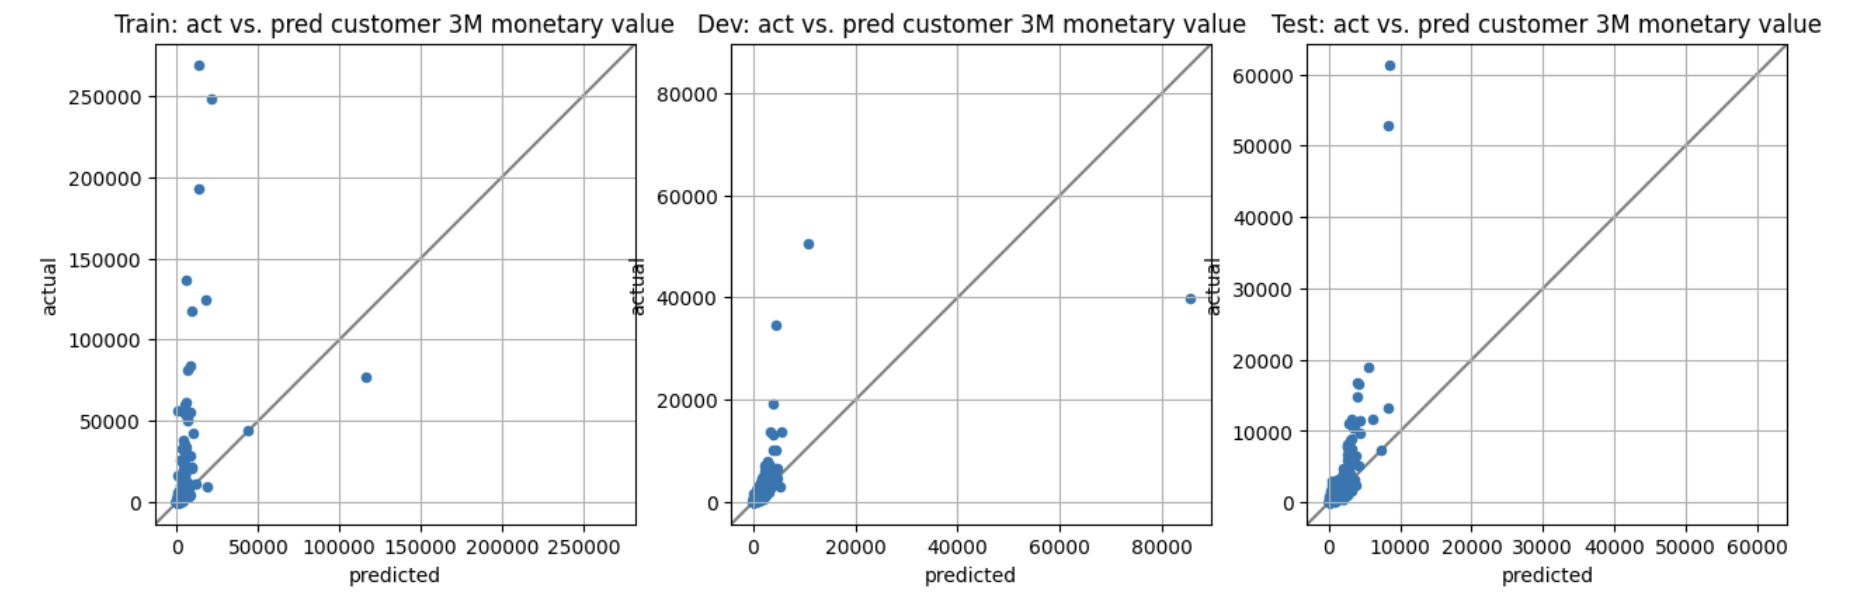 Train: act vs. pred customer 3M monetary value
250000
200000
150000
100000
50000
0
actual
0 50000 100000 150000 200000 250000
predicted
Dev: act vs. pred customer 3M monetary value
80000
60000
40000
20000
0
actual
0 20000 40000 60000 80000
predicted
Test: act vs. pred customer 3M monetary value
60000
50000
40000
30000
20000
10000
0
actual
0 10000 20000 30000 40000 50000 60000
predicted